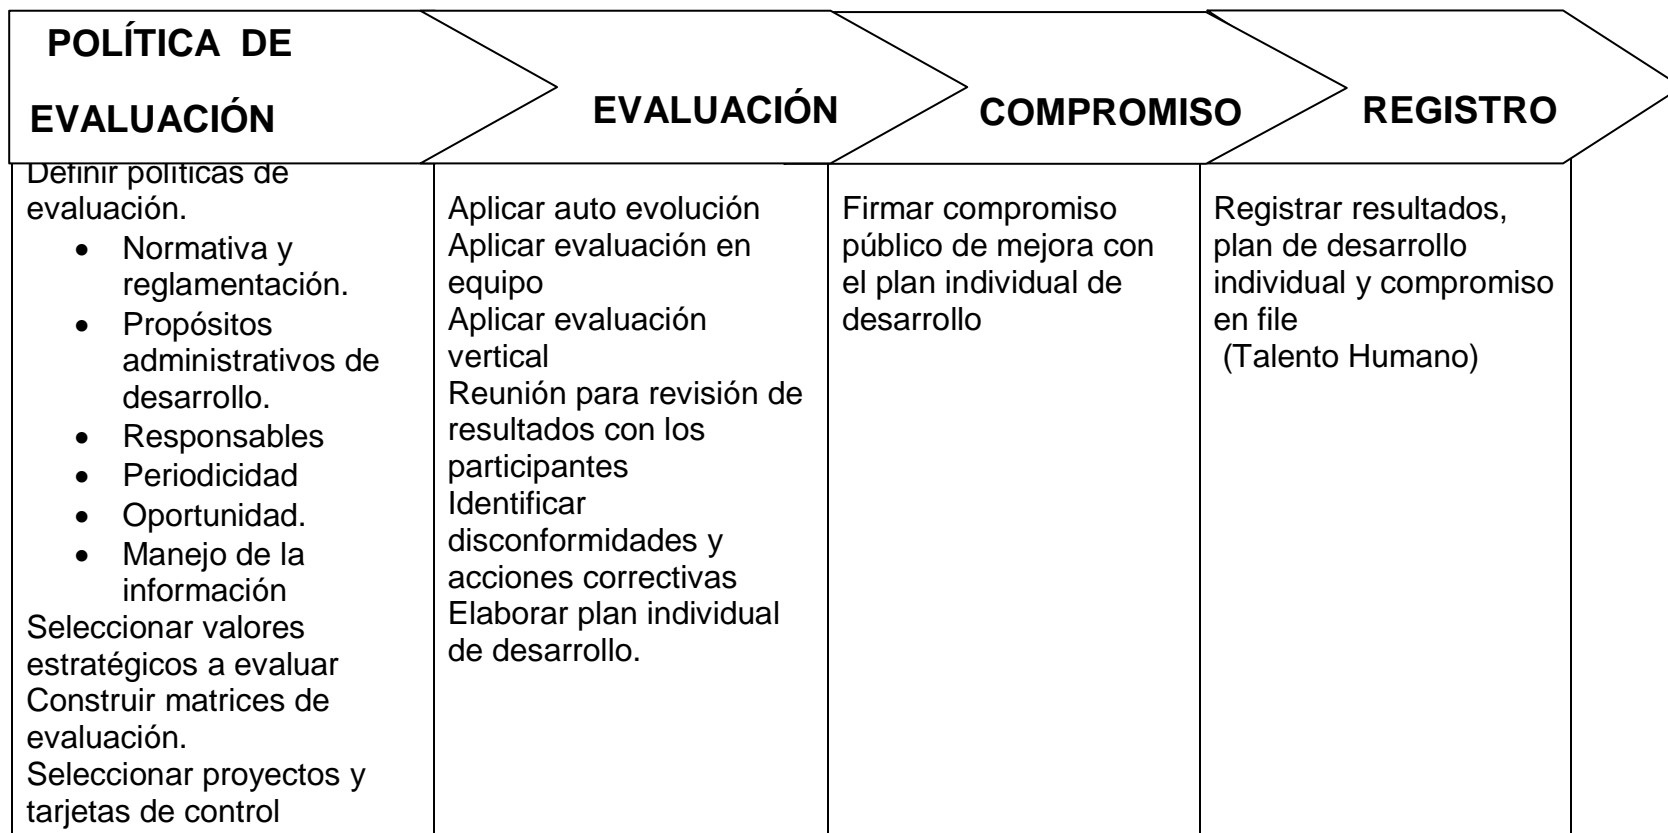 POLÍTICA DE
EVALUACIÓN
EVALUACIÓN
COMPROMISO
REGISTRO
Definir políticas de
evaluación.
• Normativa y
reglamentación.
• Propósitos
administrativos de
desarrollo.
• Responsables
• Periodicidad
• Oportunidad.
• Manejo de la
información
Seleccionar valores
estratégicos a evaluar
Construir matrices de
evaluación.
Seleccionar proyectos y
tarjetas de control
Aplicar auto evolución
Aplicar evaluación en
equipo
Aplicar evaluación
vertical
Reunión para revisión de
resultados con los
participantes
Identificar
disconformidades y
acciones correctivas
Elaborar plan individual
de desarrollo.
Firmar compromiso
público de mejora con
el plan individual de
desarrollo
Registrar resultados,
plan de desarrollo
individual y compromiso
en file
(Talento Humano)